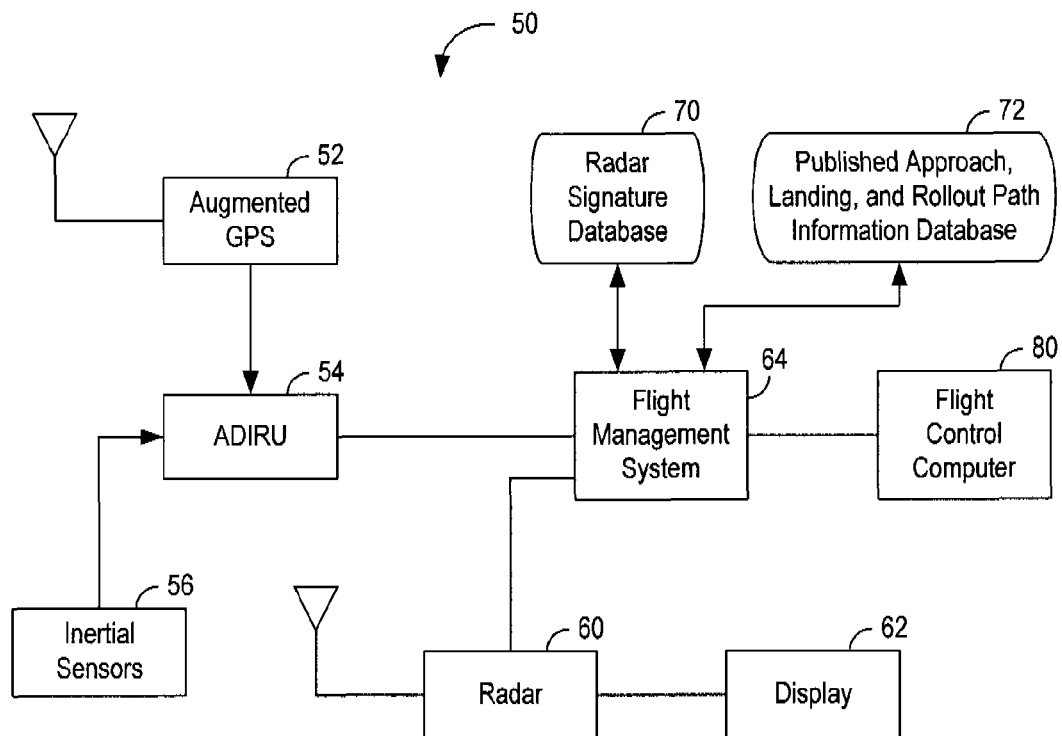 50
70
72
Radar
Signature
Database
Published Approach,
Landing, and Rollout Path
Information Database
52
Augmented
GPS
54
ADIRU
64
Flight
Management
System
80
Flight
Control
Computer
56
Inertial
Sensors
60
Radar
62
Display